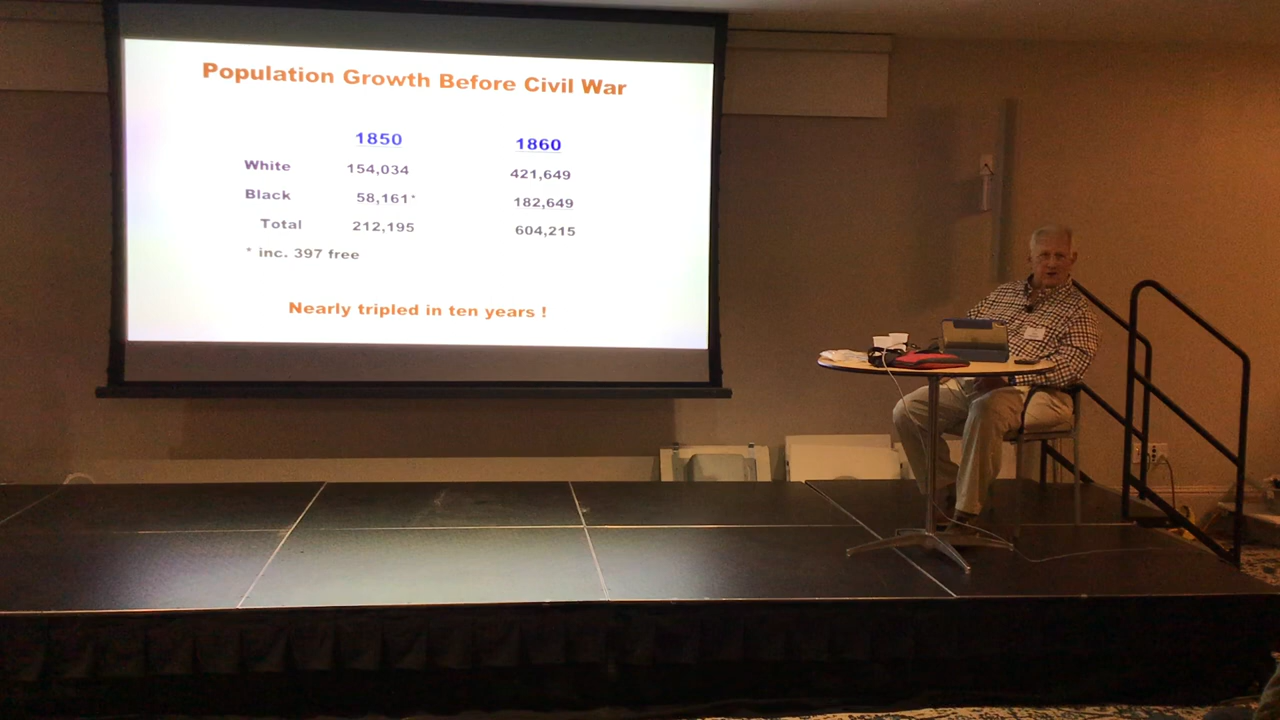 Population Growth Before Civil War
1850 1860
White 154,034 421,649
Black 58,161* 182,649
Total 212,195 604,215
* inc. 397 free
Nearly tripled in ten years !